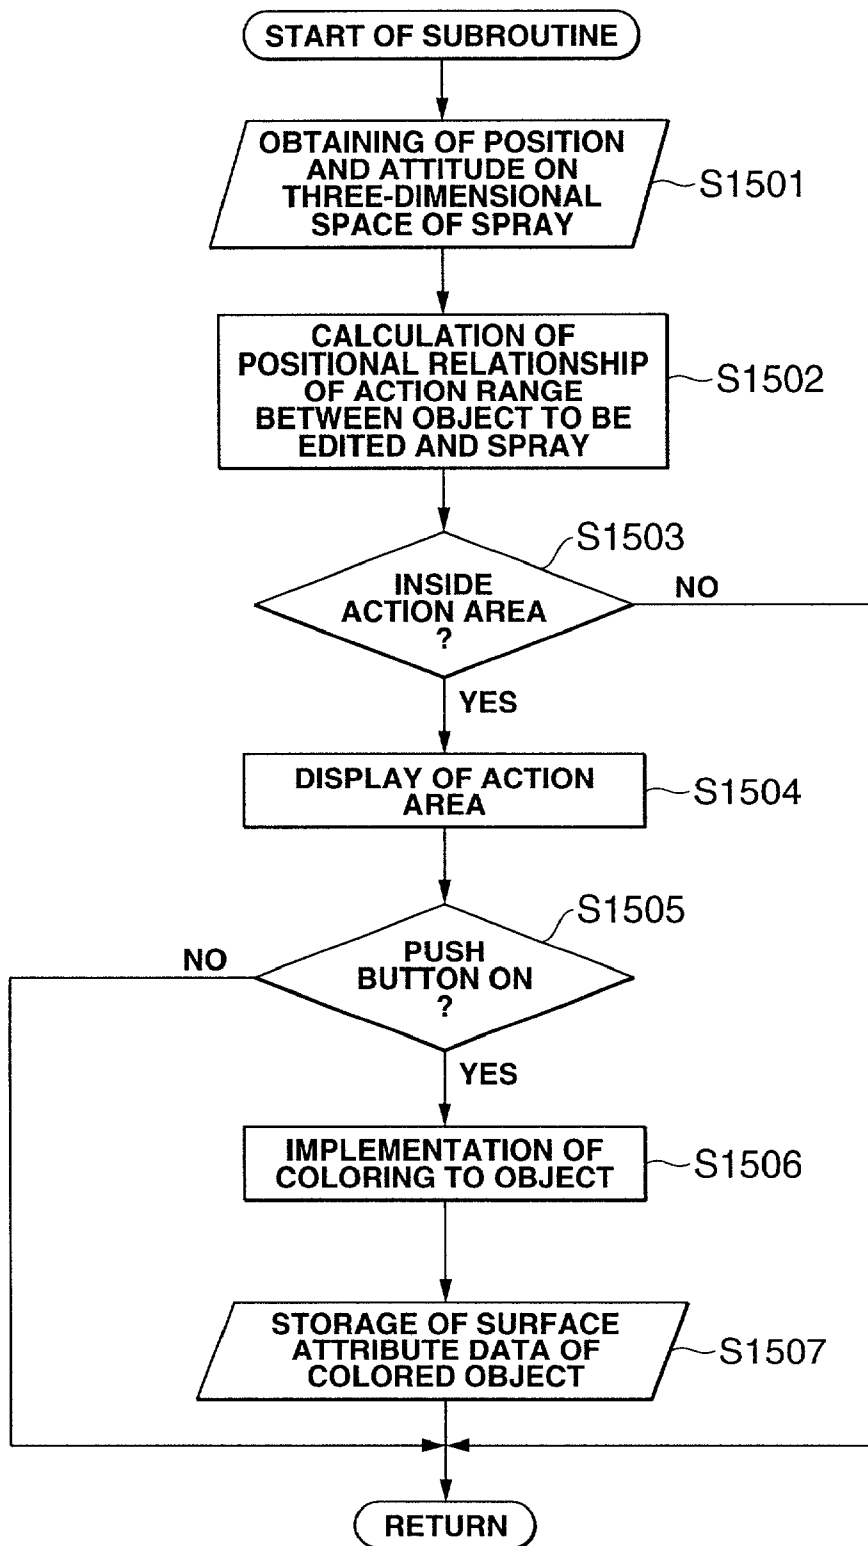 START OF SUBROUTINE
OBTAINING OF POSITION
AND ATTITUDE ON
THREE-DIMENSIONAL
SPACE OF SPRAY
S1501
CALCULATION OF
POSITIONAL RELATIONSHIP
OF ACTION RANGE
BETWEEN OBJECT TO BE
EDITED AND SPRAY
S1502
S1503
INSIDE
ACTION AREA
?
NO
YES
DISPLAY OF ACTION
AREA
S1504
S1505
PUSH
BUTTON ON
?
NO
YES
IMPLEMENTATION OF
COLORING TO OBJECT
S1506
STORAGE OF SURFACE
ATTRIBUTE DATA OF
COLORED OBJECT
S1507
RETURN